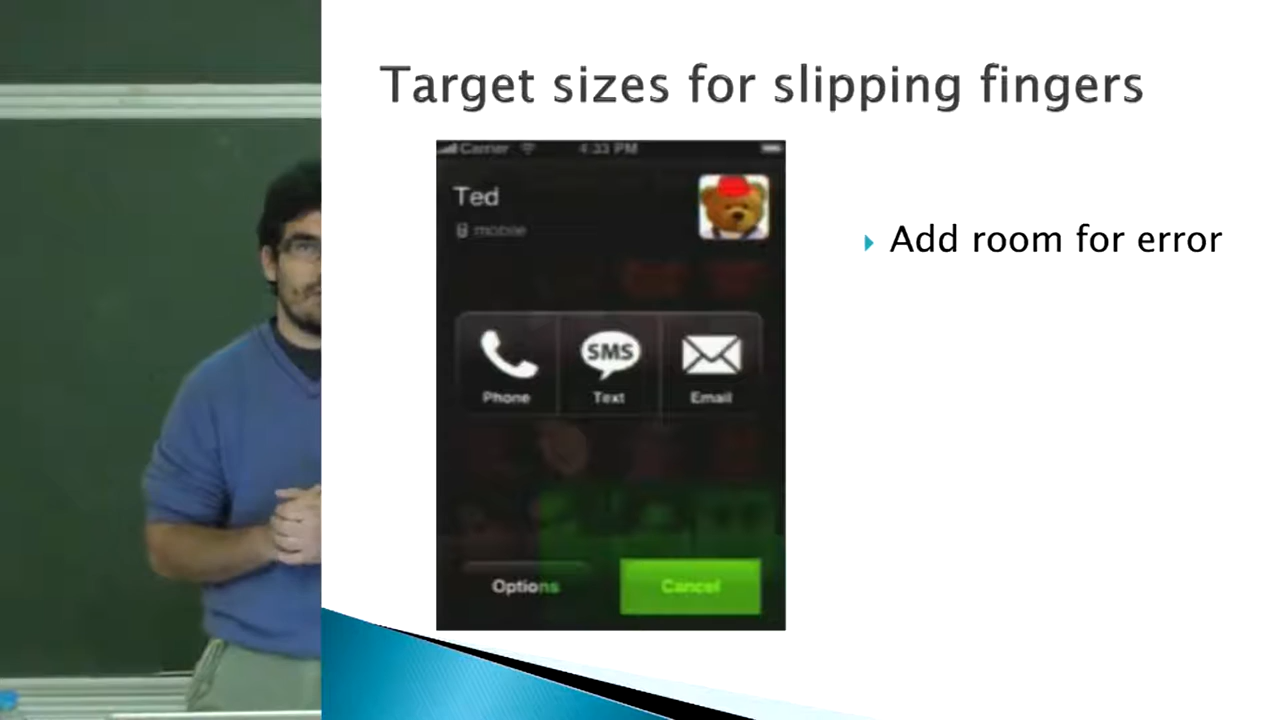 Target sizes for slipping fingers
Carrier 4:33 PM
Ted
mobile
Add room for error
SMS
Phone Text Email
Options Cancel